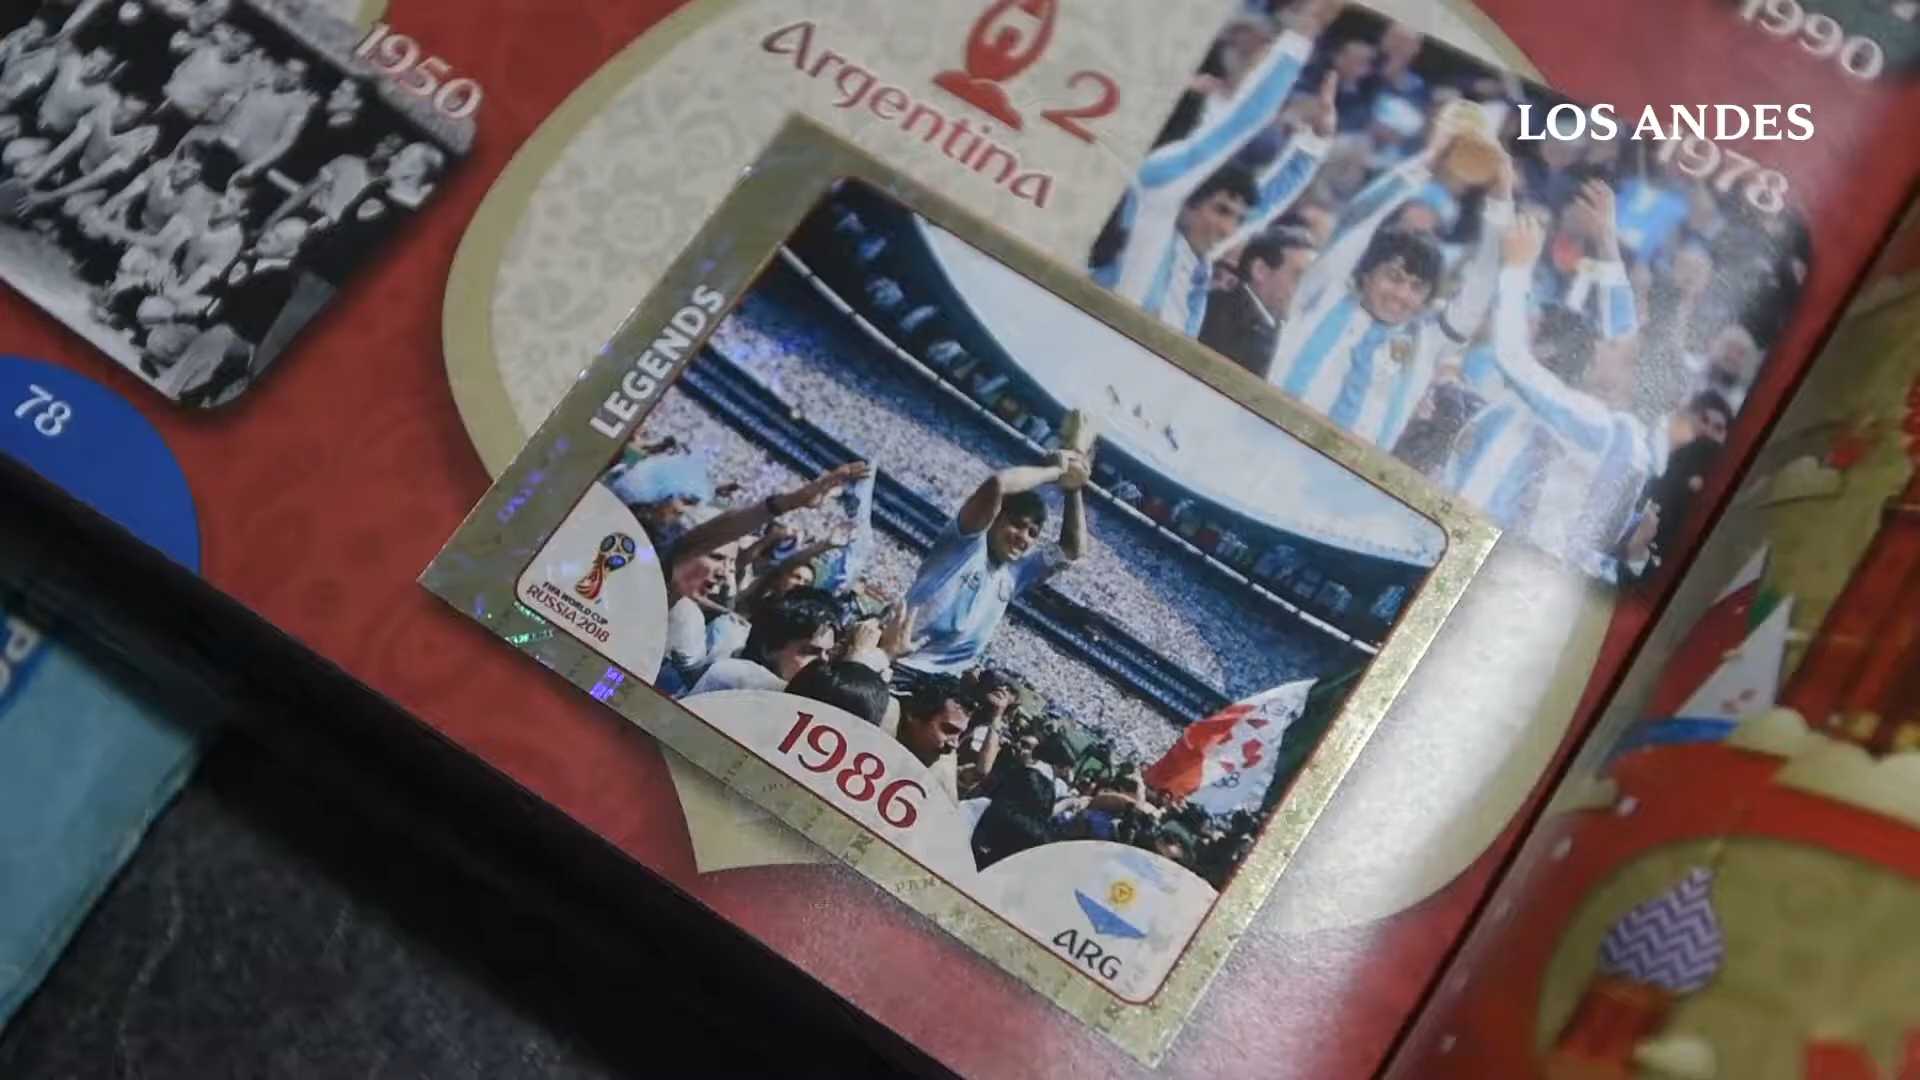 1950
Argentina
2
1990
LOS ANDES
1978
78
LEGENDS
FIFA WORLD CUP
RUSSIA 2018
1986
ARG